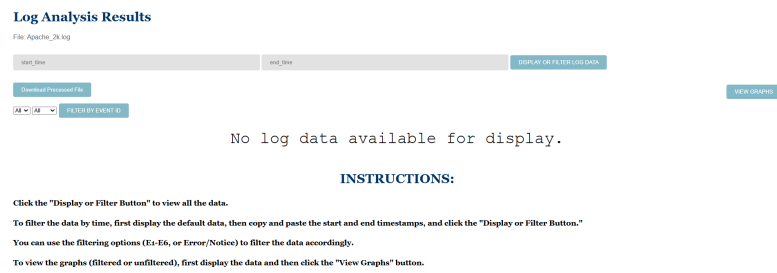 Log Analysis Results
File: Apache_2k.log
start_time end_time DISPLAY OR FILTER LOG DATA
Download Processed File VIEW GRAPHS
All All FILTER BY EVENT ID
No log data available for display.
INSTRUCTIONS:
Click the "Display or Filter Button" to view all the data.
To filter the data by time, first display the default data, then copy and paste the start and end timestamps, and click the "Display or Filter Button."
You can use the filtering options (E1-E6, or Error/Notice) to filter the data accordingly.
To view the graphs (filtered or unfiltered), first display the data and then click the "View Graphs" button.